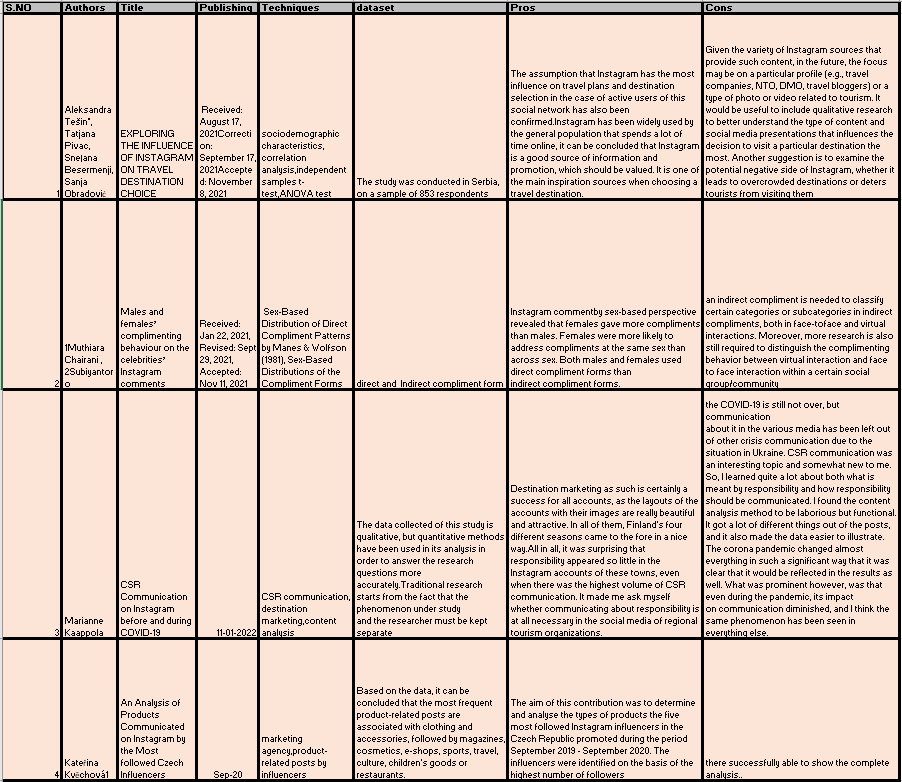 S.NO Authors Title Publishing Techniques dataset Pros Cons
1
Aleksandra
Tešin*,
Tatjana
Pivac,
Snejana
Besermenji,
Sanja
Obradović
EXPLORING
THE INFLUENCE
OF INSTAGRAM
ON TRAVEL
DESTINATION
CHOICE
Received:
August 17,
2021Correcti
on:
September 17,
2021Accepte
d: November
8, 2021
sociodemographic
characteristics,
correlation
analysis,independent
samples t-
test,ANOVA test
The study was conducted in Serbia,
on a sample of 853 respondents
The assumption that Instagram has the most
influence on travel plans and destination
selection in the case of active users of this
social network has also been
confirmed.Instagram has been widely used by
the general population that spends a lot of
time online, it can be concluded that Instagram
is a good source of information and
promotion, which should be valued. It is one of
the main inspiration sources when choosing a
travel destination.
Given the variety of Instagram sources that
provide such content, in the future, the focus
may be on a particular profile (e.g., travel
companies, NTO, DMO, travel bloggers) or a
type of photo or video related to tourism. It
would be useful to include qualitative research
to better understand the type of content and
social media presentations that influences the
decision to visit a particular destination the
most. Another suggestion is to examine the
potential negative side of Instagram, whether it
leads to overcrowded destinations or deters
tourists from visiting them
2
1Muthiara
Chairani ,
2Subiyantor
o
Males and
females'
complimenting
behaviour on the
celebrities'
Instagram
comments
Received:
Jan 22, 2021,
Revised: Sept
29, 2021,
Accepted:
Nov 11, 2021
Sex-Based
Distribution of Direct
Compliment Patterns
by Manes & Wolfson
(1981), Sex-Based
Distributions of the
Compliment Forms
direct and Indirect compliment form
Instagram commentby sex-based perspective
revealed that females gave more compliments
than males. Females were more likely to
address compliments at the same sex than
across sex. Both males and females used
direct compliment forms than
indirect compliment forms.
an indirect compliment is needed to classify
certain categories or subcategories in indirect
compliments, both in face-toface and virtual
interactions. Moreover, more research is also
still required to distinguish the complimenting
behavior between virtual interaction and face
to face interaction within a certain social
group/community
3
Marianne
Kaappola
CSR
Communication
on Instagram
before and during
COVID-19
11-01-2022
CSR communication,
destination
marketing,content
analysis
The data collected of this study is
qualitative, but quantitative methods
have been used in its analysis in
order to answer the research
questions more
accurately.Traditional research
starts from the fact that the
phenomenon under study
and the researcher must be kept
separate
Destination marketing as such is certainly a
success for all accounts, as the layouts of the
accounts with their images are really beautiful
and attractive. In all of them, Finland's four
different seasons came to the fore in a nice
way.All in all, it was surprising that
responsibility appeared so little in the
Instagram accounts of these towns, even
when there was the highest volume of CSR
communication. It made me ask myself
whether communicating about responsibility is
at all necessary in the social media of regional
tourism organizations.
the COVID-19 is still not over, but
communication
about it in the various media has been left out
of other crisis communication due to the
situation in Ukraine. CSR communication was
an interesting topic and somewhat new to me.
So, I learned quite a lot about both what is
meant by responsibility and how responsibility
should be communicated. I found the content
analysis method to be laborious but functional.
It got a lot of different things out of the posts,
and it also made the data easier to illustrate.
The corona pandemic changed almost
everything in such a significant way that it was
clear that it would be reflected in the results as
well. What was prominent however, was that
even during the pandemic, its impact
on communication diminished, and I think the
same phenomenon has been seen in
everything else.
4
Kateřina
Kvěchová1
An Analysis of
Products
Communicated
on Instagram by
the Most
followed Czech
Influencers
Sep-20
marketing
agency,product-
related posts by
influencers
Based on the data, it can be
concluded that the most frequent
product-related posts are
associated with clothing and
accessories, followed by magazines,
cosmetics, e-shops, sports, travel,
culture, children's goods or
restaurants.
The aim of this contribution was to determine
and analyse the types of products the five
most followed Instagram influencers in the
Czech Republic promoted during the period
September 2019 - September 2020. The
influencers were identified on the basis of the
highest number of followers
there successfully able to show the complete
analysis..